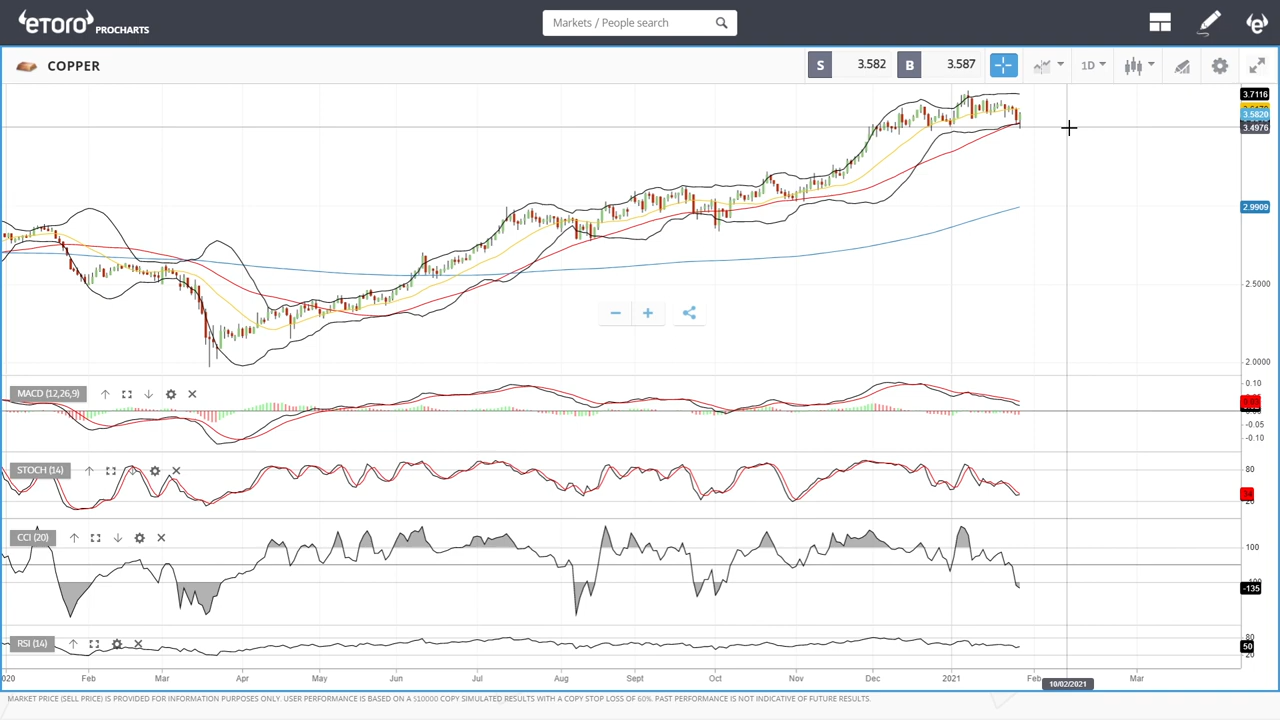 eTORO PROCHARTS
Markets / People search
COPPER
S 3.582 B 3.587
1D
3.7116
3.5820
3.4976
2.9909
2.5000
2.0000
MACD (12,26,9)
0.10
-0.05
-0.10
STOCH (14)
80
20
CCI (20)
100
-135
RSI (14)
80
50
20
2020 Feb Mar Apr May Jun Jul Aug Sept Oct Nov Dec 2021 Feb Mar
10/02/2021
MARKET PRICE (SELL PRICE) IS PROVIDED FOR INFORMATION PURPOSES ONLY. USER PERFORMANCE IS BASED ON A $10000 COPY SIMULATED RESULTS WITH A COPY STOP LOSS OF 60%. PAST PERFORMANCE IS NOT INDICATIVE OF FUTURE RESULTS.